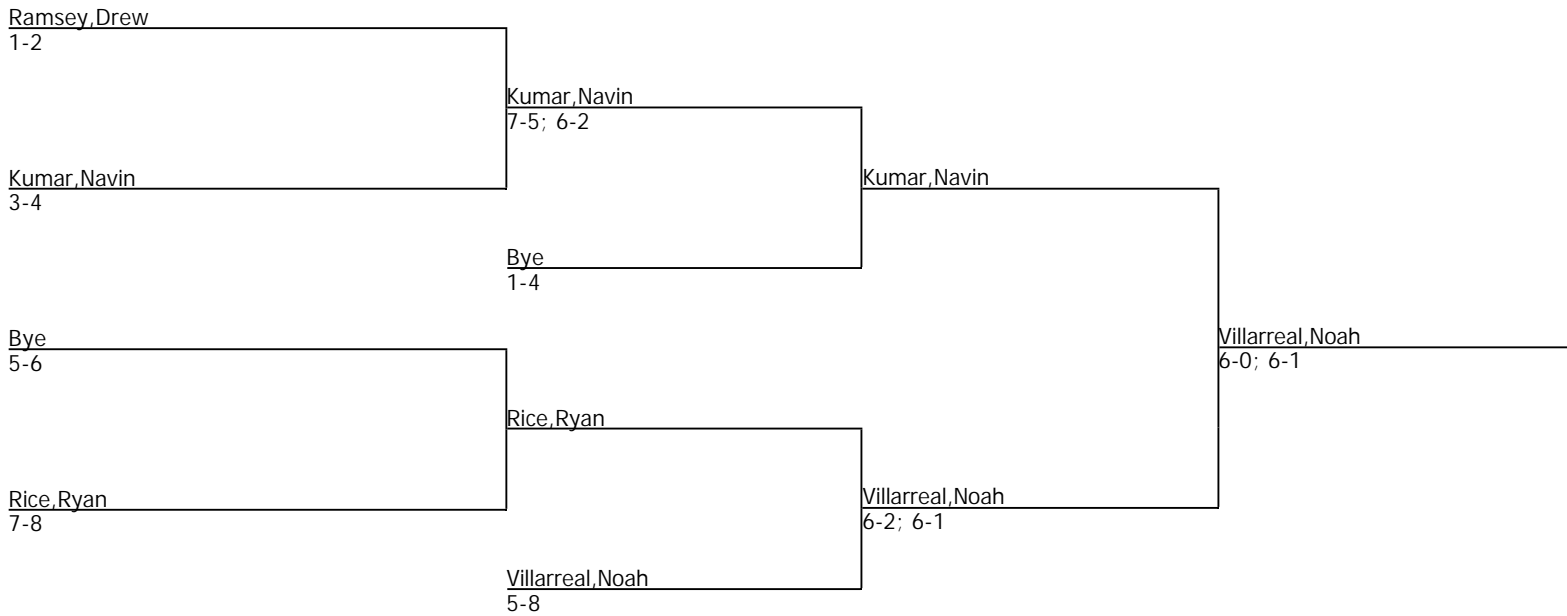 Ramsey,Drew
1-2
Kumar,Navin
7-5; 6-2
Kumar,Navin
3-4
Kumar,Navin
Bye
1-4
Bye
5-6
Villarreal,Noah
6-0; 6-1
Rice,Ryan
Rice,Ryan
7-8
Villarreal,Noah
6-2; 6-1
Villarreal,Noah
5-8